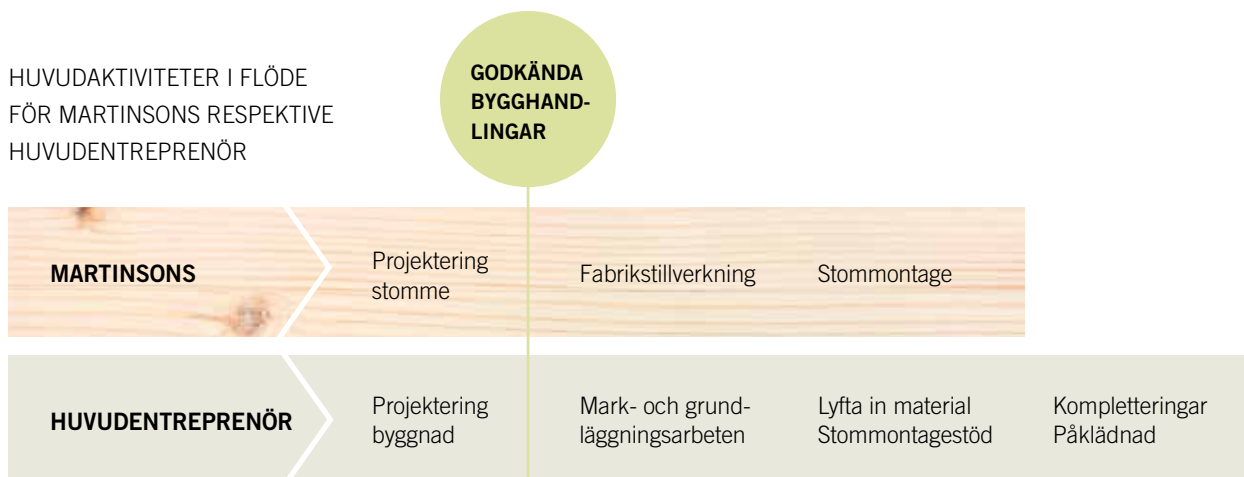 HUVUDAKTIVITETER I FLÖDE
FÖR MARTINSONS RESPEKTIVE
HUVUDENTREPRENÖR
GODKÄNDA
BYGGHAND-
LINGAR
MARTINSONS
Projektering
stomme
Fabrikstillverkning
Stommontage
HUVUDENTREPRENÖR
Projektering
byggnad
Mark- och grund-
läggningsarbeten
Lyfta in material
Stommontagestöd
Kompletteringar
Påklädnad